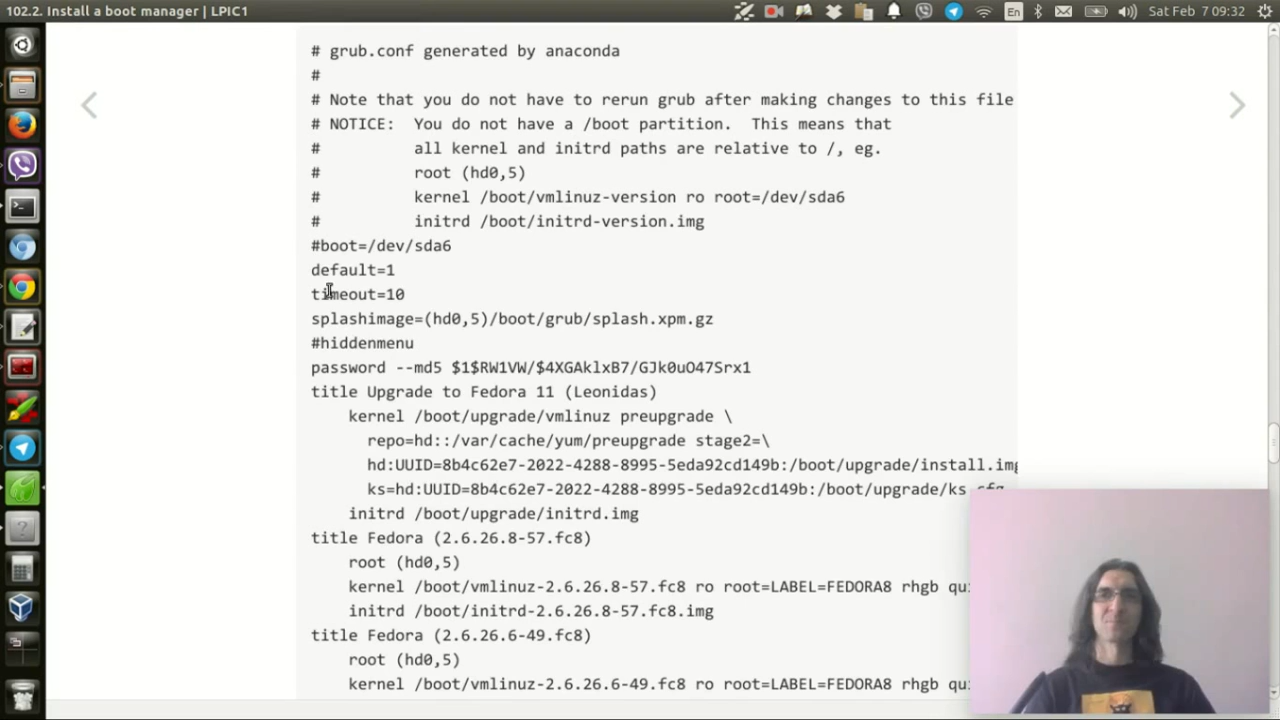 102.2. Install a boot manager | LPIC1
En
Sat Feb 7 09:32
# grub.conf generated by anaconda
#
# Note that you do not have to rerun grub after making changes to this file
# NOTICE:  You do not have a /boot partition.  This means that
#          all kernel and initrd paths are relative to /, eg.
#          root (hd0,5)
#          kernel /boot/vmlinuz-version ro root=/dev/sda6
#          initrd /boot/initrd-version.img
#boot=/dev/sda6
default=1
timeout=10
splashimage=(hd0,5)/boot/grub/splash.xpm.gz
#hiddenmenu
password --md5 $1$RW1VW/$4XGAklxB7/GJk0uO47Srx1
title Upgrade to Fedora 11 (Leonidas)
    kernel /boot/upgrade/vmlinuz preupgrade \
      repo=hd::/var/cache/yum/preupgrade stage2=\
      hd:UUID=8b4c62e7-2022-4288-8995-5eda92cd149b:/boot/upgrade/install.img
      ks=hd:UUID=8b4c62e7-2022-4288-8995-5eda92cd149b:/boot/upgrade/ks.cfg
    initrd /boot/upgrade/initrd.img
title Fedora (2.6.26.8-57.fc8)
    root (hd0,5)
    kernel /boot/vmlinuz-2.6.26.8-57.fc8 ro root=LABEL=FEDORA8 rhgb qu
    initrd /boot/initrd-2.6.26.8-57.fc8.img
title Fedora (2.6.26.6-49.fc8)
    root (hd0,5)
    kernel /boot/vmlinuz-2.6.26.6-49.fc8 ro root=LABEL=FEDORA8 rhgb qu